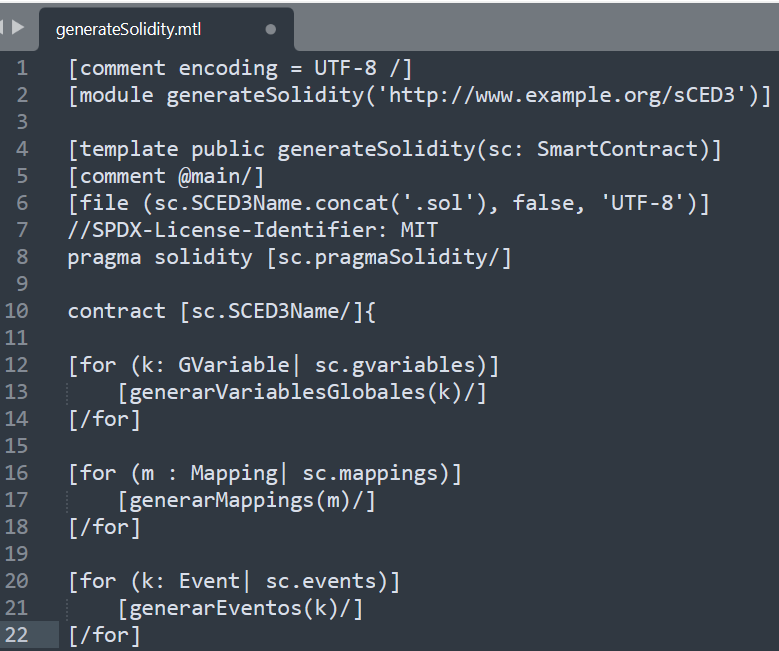 generateSolidity.mtl
1 [comment encoding = UTF-8 /]
2 [module generateSolidity('http://www.example.org/sCED3')]
3
4 [template public generateSolidity(sc: SmartContract)]
5 [comment @main/]
6 [file (sc.SCED3Name.concat('.sol'), false, 'UTF-8')]
7 //SPDX-License-Identifier: MIT
8 pragma solidity [sc.pragmaSolidity/]
9
10 contract [sc.SCED3Name/]{
11
12 [for (k: GVariable| sc.gvariables)]
13     [generarVariablesGlobales(k)/]
14 [/for]
15
16 [for (m : Mapping| sc.mappings)]
17     [generarMappings(m)/]
18 [/for]
19
20 [for (k: Event| sc.events)]
21     [generarEventos(k)/]
22 [/for]